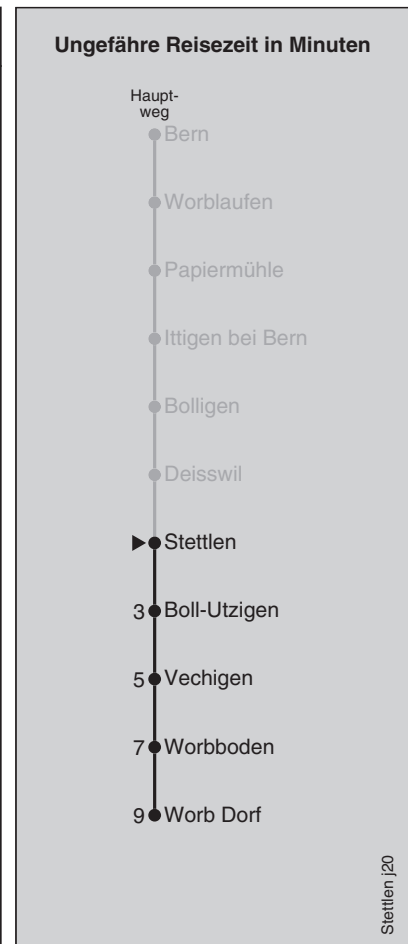 Ungefähre Reisezeit in Minuten
Haupt-
weg
Bern
Worblaufen
Papiermühle
Ittigen bei Bern
Bolligen
Deisswil
Stettlen
3 Boll-Utzigen
5 Vechigen
7 Worbboden
9 Worb Dorf
Stettlen j20